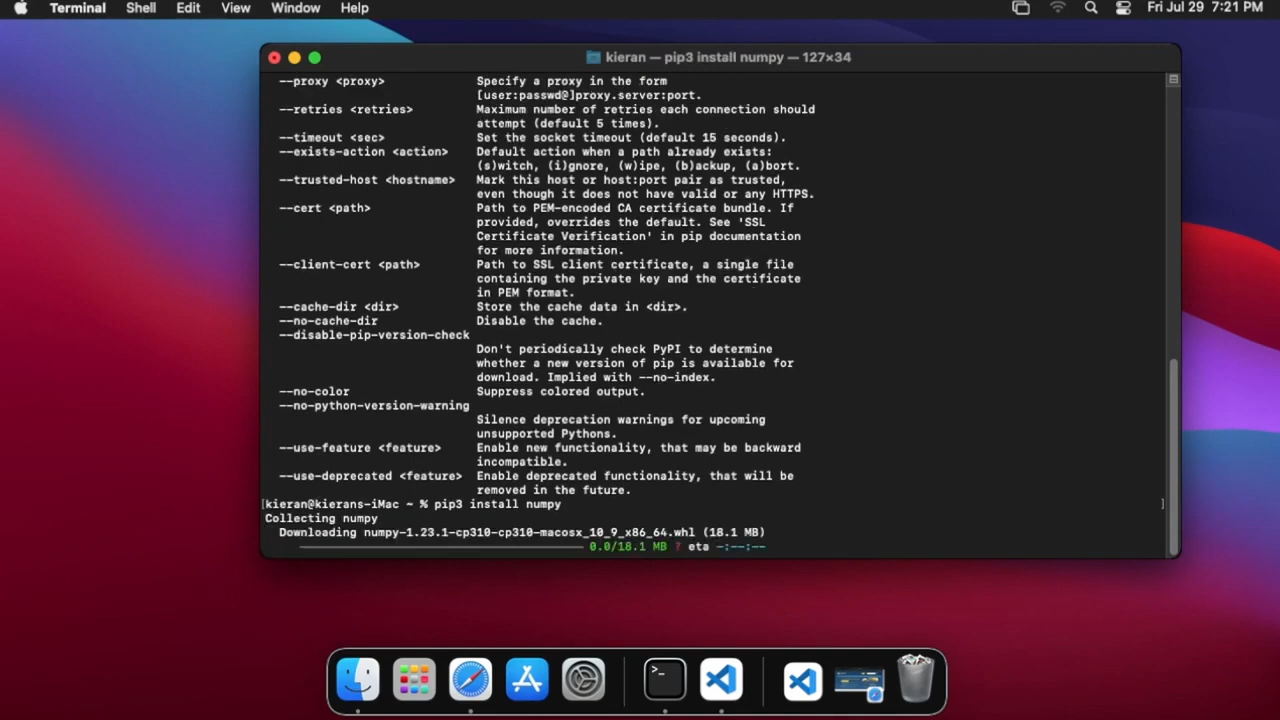 Terminal Shell Edit View Window Help Fri Jul 29 7:21 PM
kieran — pip3 install numpy — 127×34
--proxy <proxy> Specify a proxy in the form
[user:passwd@]proxy.server:port.
--retries <retries> Maximum number of retries each connection should
attempt (default 5 times).
--timeout <sec> Set the socket timeout (default 15 seconds).
--exists-action <action> Default action when a path already exists:
(s)witch, (i)gnore, (w)ipe, (b)ackup, (a)bort.
--trusted-host <hostname> Mark this host or host:port pair as trusted,
even though it does not have valid or any HTTPS.
--cert <path> Path to PEM-encoded CA certificate bundle. If
provided, overrides the default. See 'SSL
Certificate Verification' in pip documentation
for more information.
--client-cert <path> Path to SSL client certificate, a single file
containing the private key and the certificate
in PEM format.
--cache-dir <dir> Store the cache data in <dir>.
--no-cache-dir Disable the cache.
--disable-pip-version-check
Don't periodically check PyPI to determine
whether a new version of pip is available for
download. Implied with --no-index.
--no-color Suppress colored output.
--no-python-version-warning
Silence deprecation warnings for upcoming
unsupported Pythons.
--use-feature <feature> Enable new functionality, that may be backward
incompatible.
--use-deprecated <feature> Enable deprecated functionality, that will be
removed in the future.
[kieran@kierans-iMac ~ % pip3 install numpy ]
Collecting numpy
Downloading numpy-1.23.1-cp310-cp310-macosx_10_9_x86_64.whl (18.1 MB)
0.0/18.1 MB ? eta -:--:--